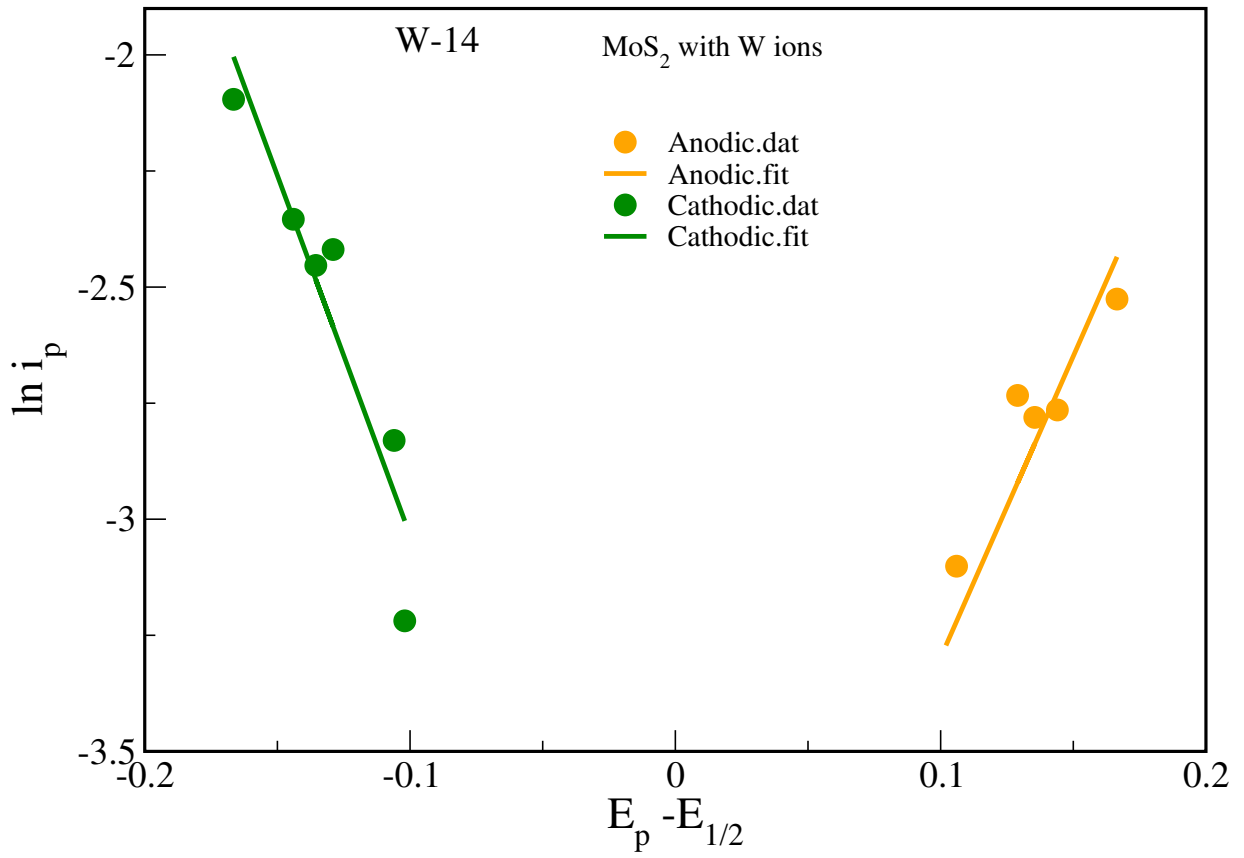 W-14
MoS2 with W ions
Anodic.dat
Anodic.fit
Cathodic.dat
Cathodic.fit
-2
-2.5
-3
-3.5
ln ip
-0.2
-0.1
0
0.1
0.2
Ep -E1/2